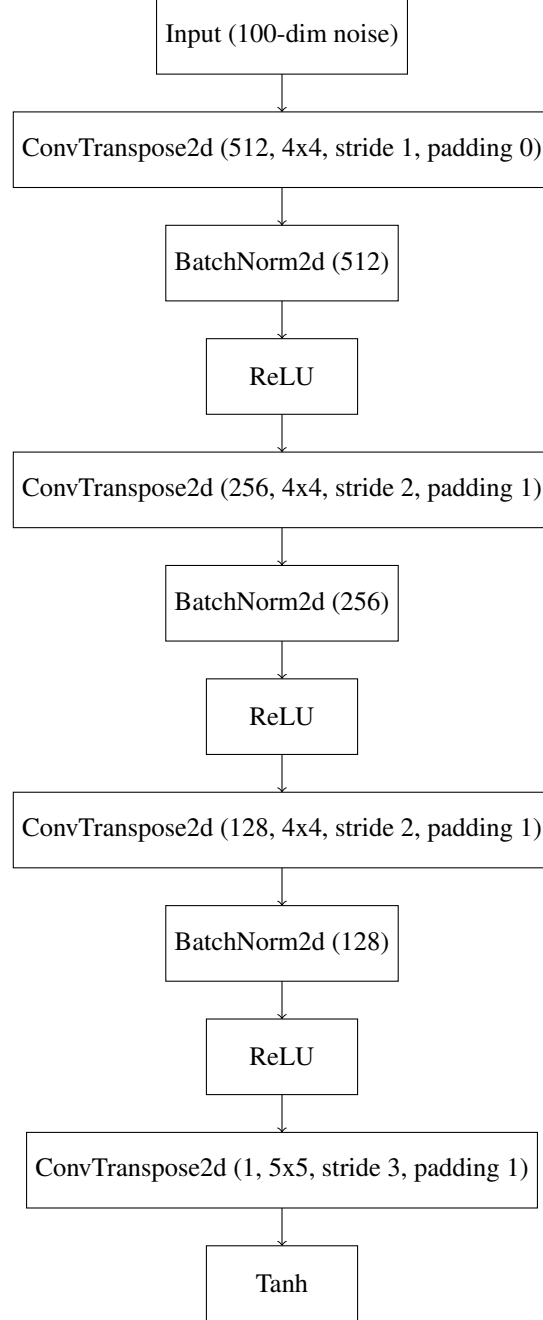 Input (100-dim noise)
ConvTranspose2d (512, 4x4, stride 1, padding 0)
BatchNorm2d (512)
ReLU
ConvTranspose2d (256, 4x4, stride 2, padding 1)
BatchNorm2d (256)
ReLU
ConvTranspose2d (128, 4x4, stride 2, padding 1)
BatchNorm2d (128)
ReLU
ConvTranspose2d (1, 5x5, stride 3, padding 1)
Tanh